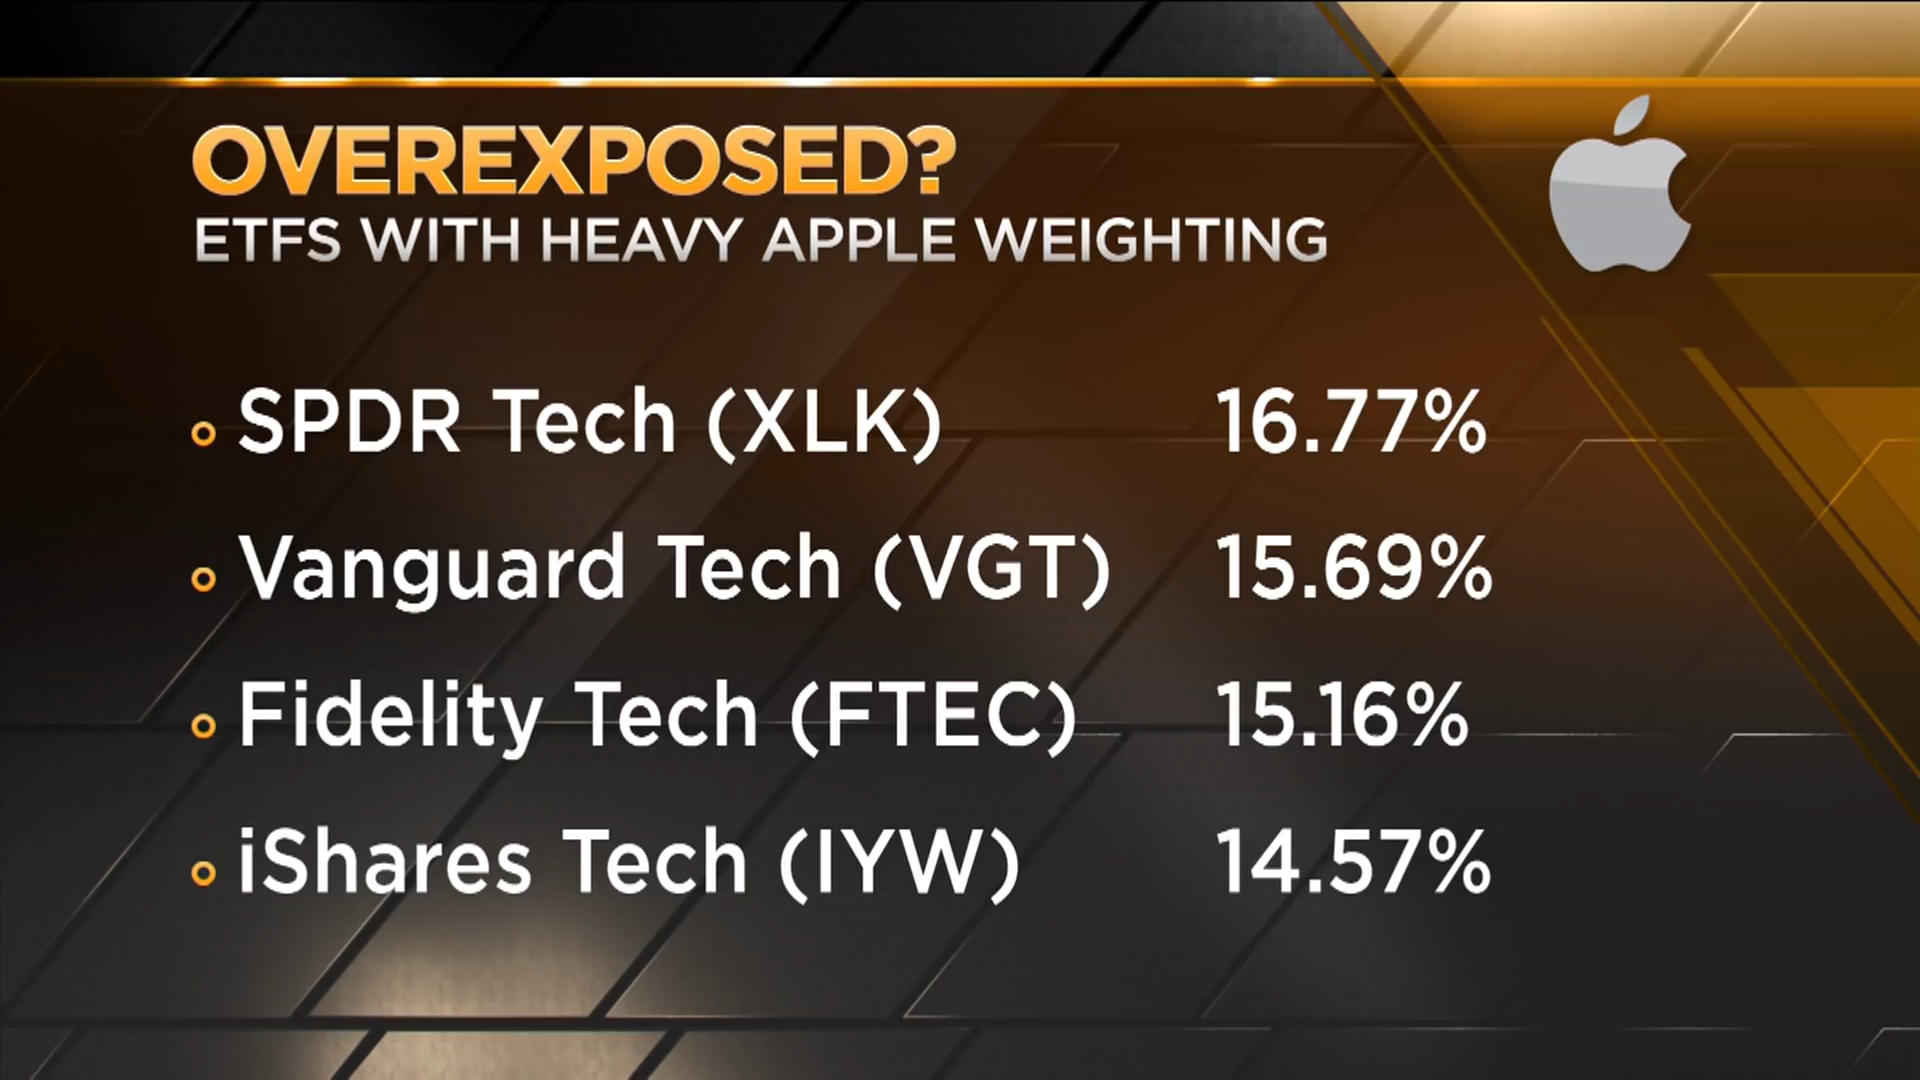 OVEREXPOSED?
ETFS WITH HEAVY APPLE WEIGHTING
SPDR Tech (XLK) 16.77%
Vanguard Tech (VGT) 15.69%
Fidelity Tech (FTEC) 15.16%
iShares Tech (IYW) 14.57%